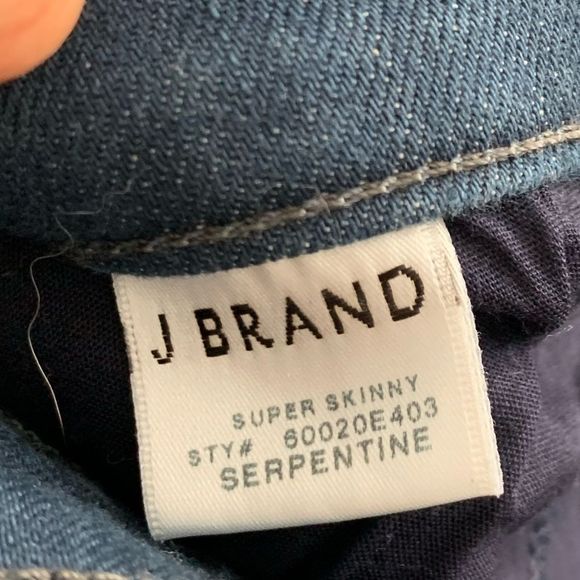 J BRAND
SUPER SKINNY
STY# 60020E403
SERPENTINE